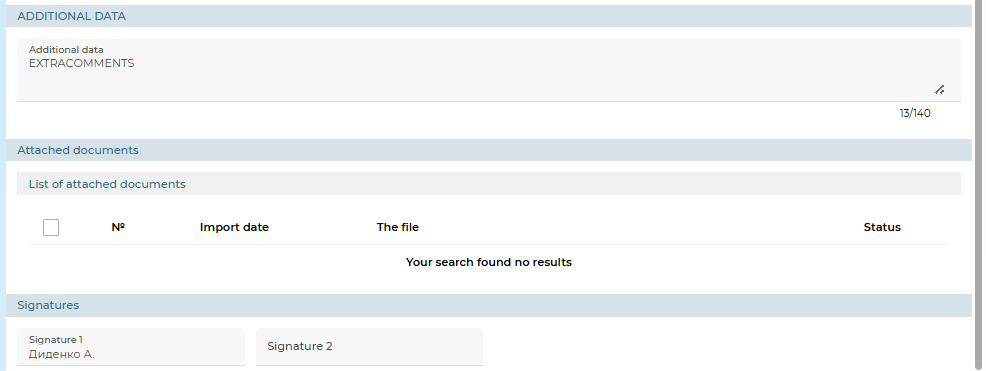 ADDITIONAL DATA
Additional data
EXTRACOMMENTS
13/140
Attached documents
List of attached documents
№ Import date The file Status
Your search found no results
Signatures
Signature 1
Диденко А.
Signature 2